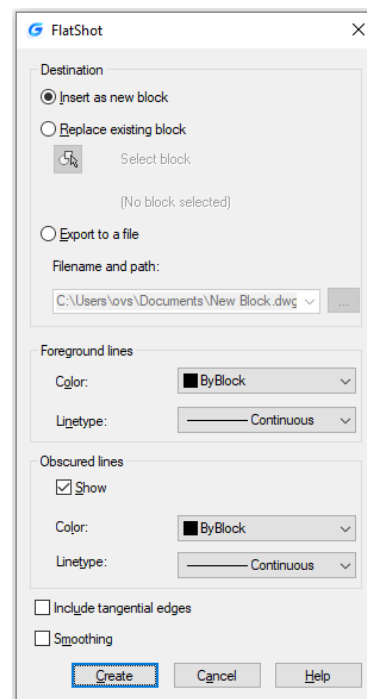 FlatShot
Destination
Insert as new block
Replace existing block
Select block
(No block selected)
Export to a file
Filename and path:
C:\Users\ovs\Documents\New Block.dwg
...
Foreground lines
Color:
ByBlock
Linetype:
Continuous
Obscured lines
Show
Color:
ByBlock
Linetype:
Continuous
Include tangential edges
Smoothing
Create
Cancel
Help